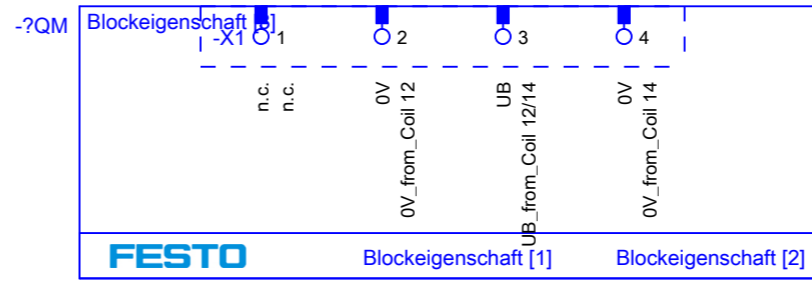 -?QM
Blockeigenschaft [3]
-X1
1
2
3
4
n.c.
n.c.
0V
0V_from_Coil 12
UB
UB_from_Coil 12/14
0V
0V_from_Coil 14
FESTO
Blockeigenschaft [1]
Blockeigenschaft [2]